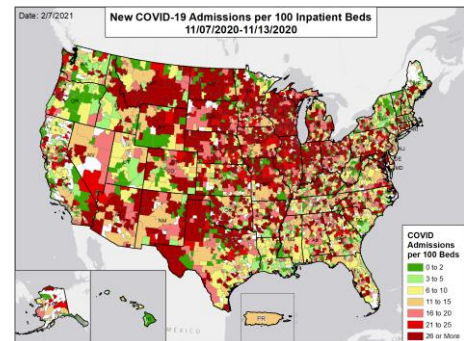 Date: 2/7/2021
New COVID-19 Admissions per 100 Inpatient Beds
11/07/2020-11/13/2020
NM
PR
MEXICO
COVID
Admissions
per 100 Beds
0 to 2
3 to 5
6 to 10
11 to 15
16 to 20
21 to 25
26 or More